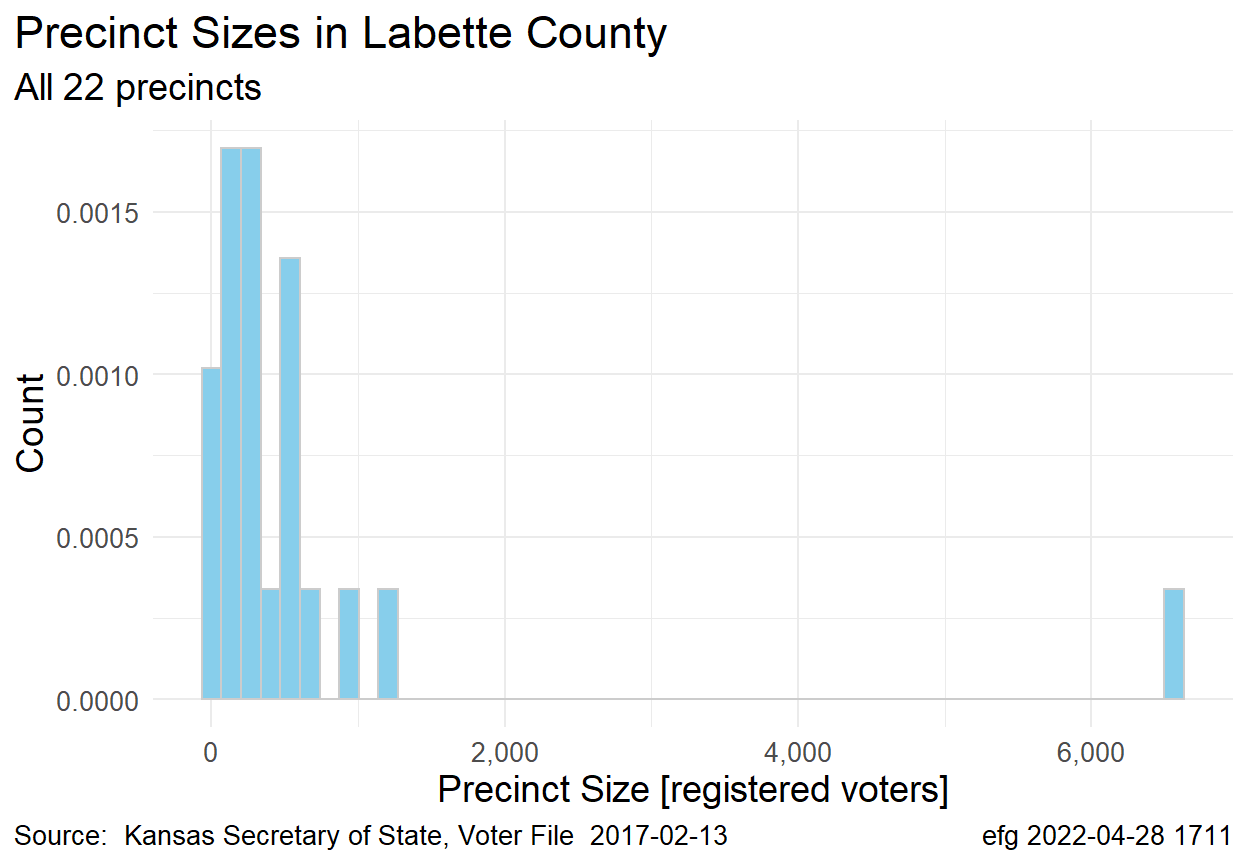 Precinct Sizes in Labette County
All 22 precincts
0.0015
0.0010
0.0005
0.0000
Count
0 2,000 4,000 6,000
Precinct Size [registered voters]
Source:  Kansas Secretary of State, Voter File  2017-02-13 efg 2022-04-28 1711